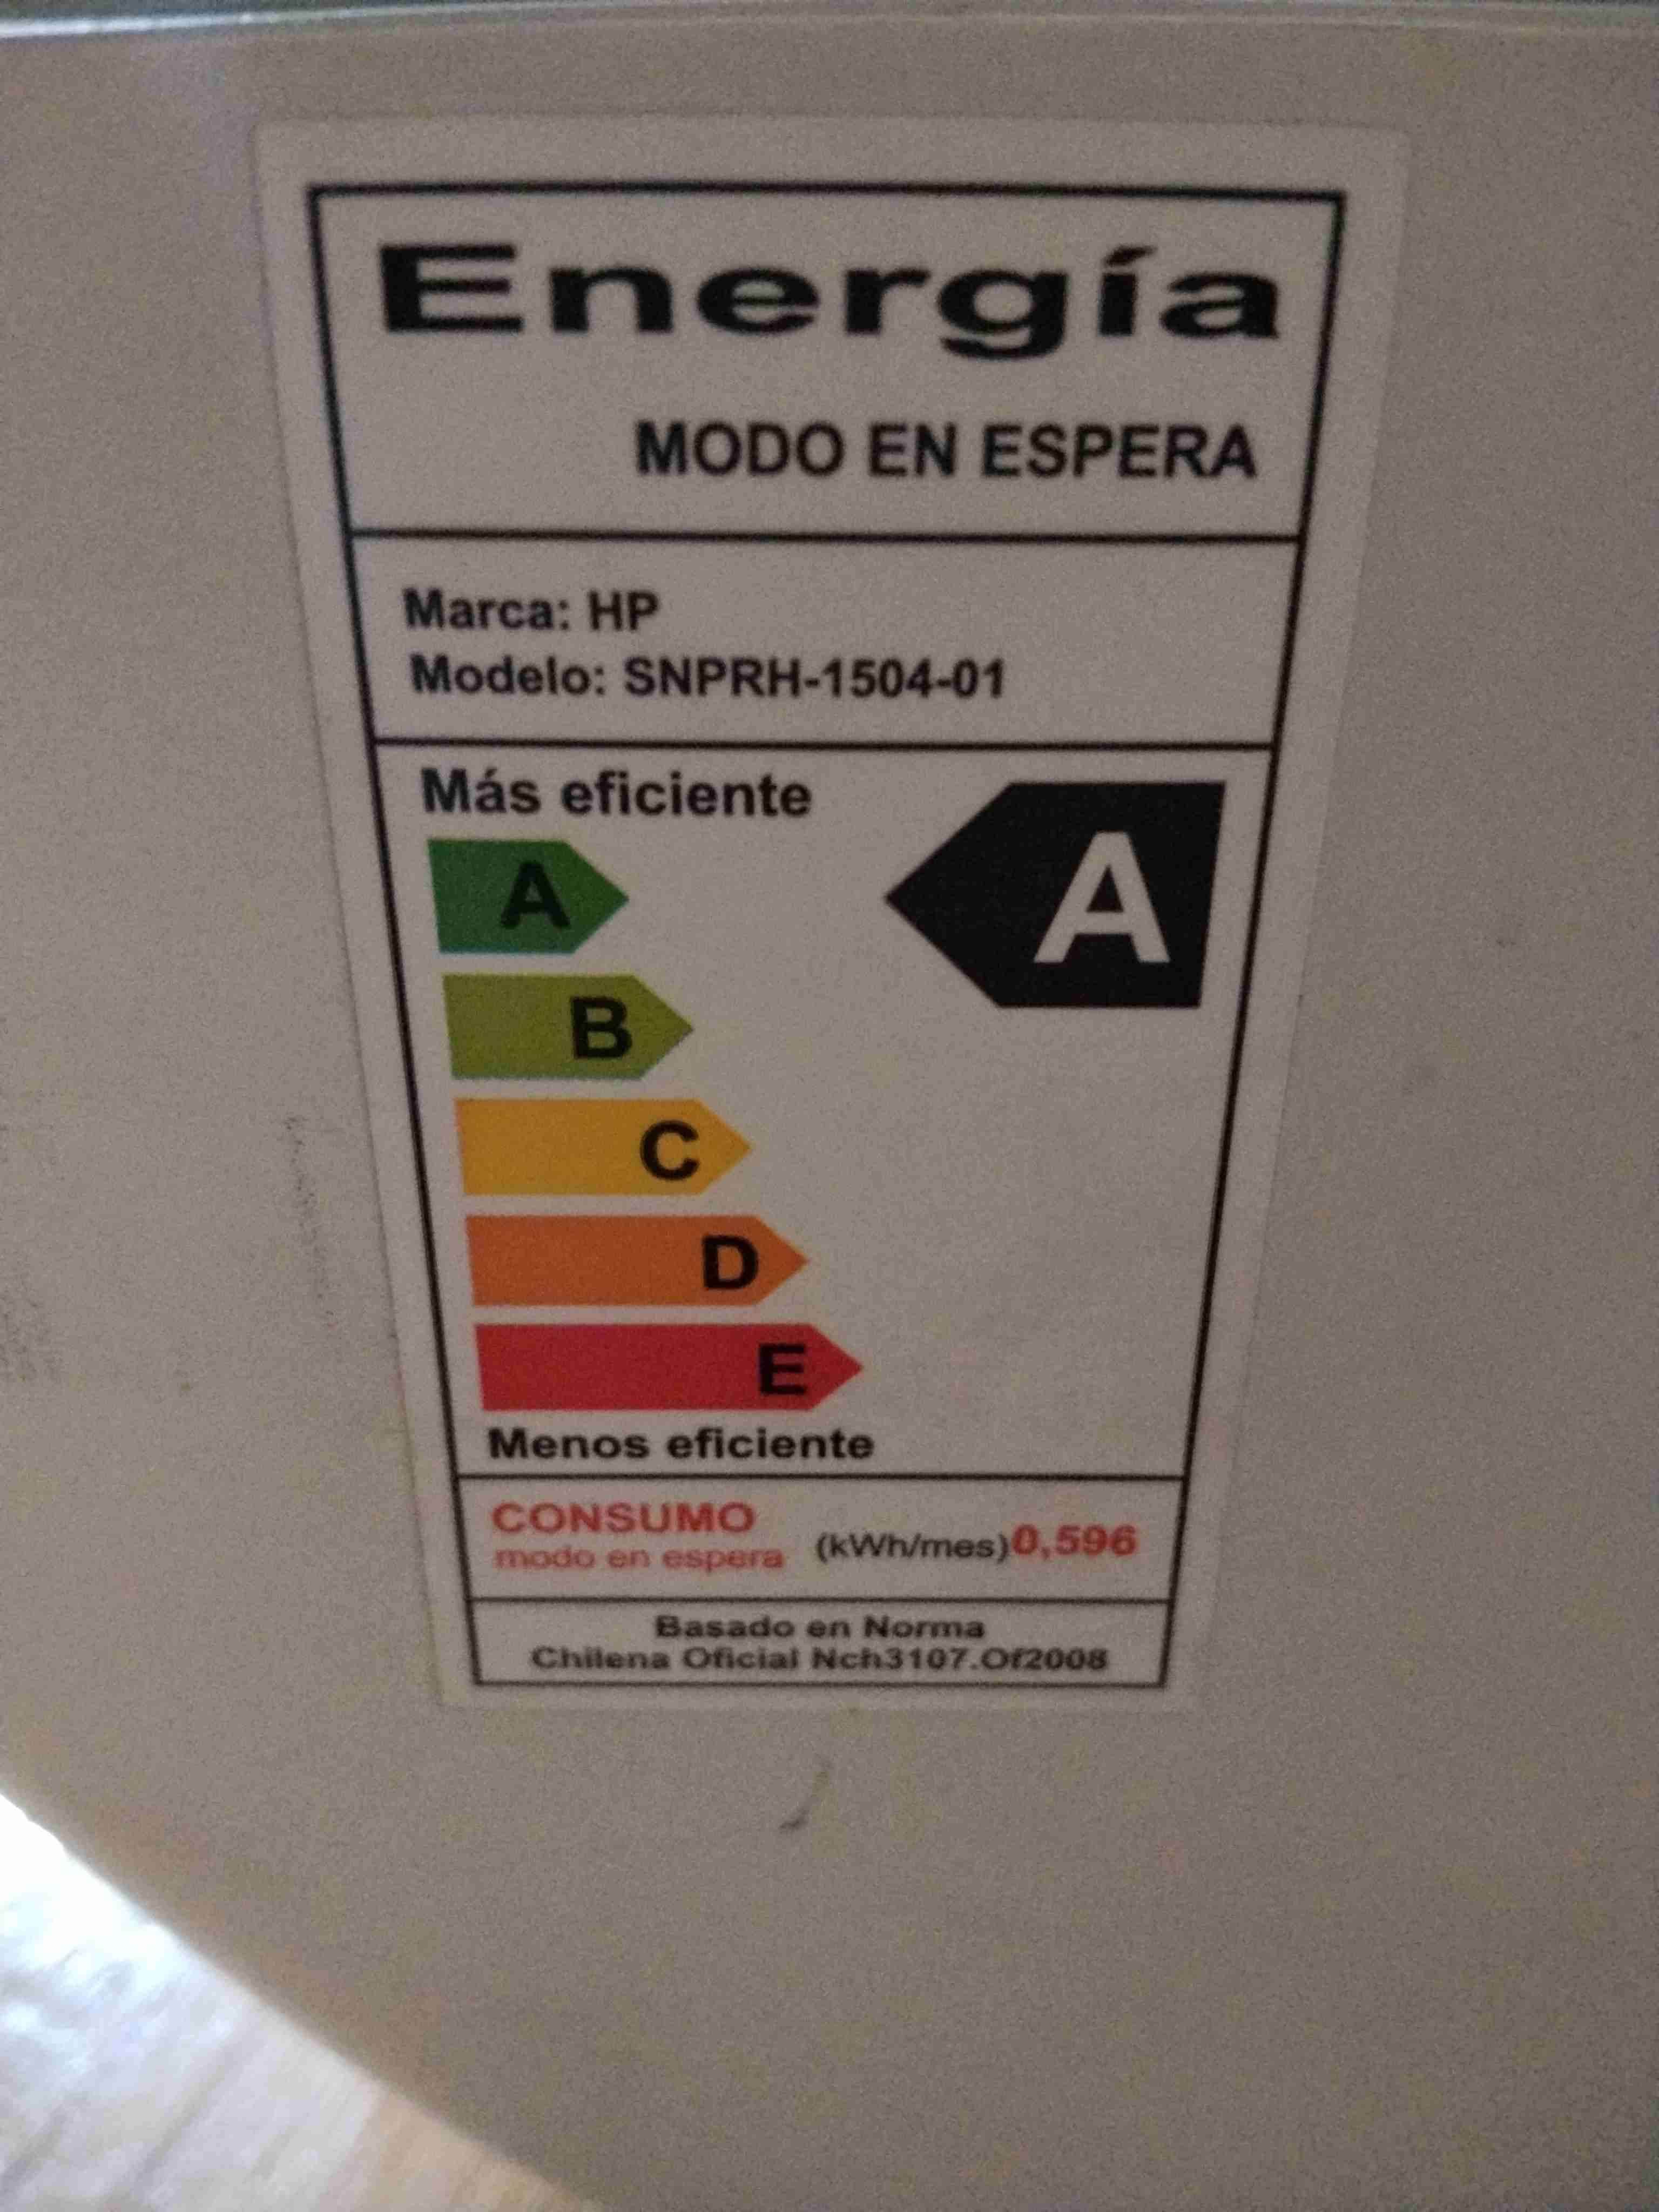 Energía
MODO EN ESPERA
Marca: HP
Modelo: SNPRH-1504-01
Más eficiente
A
A
B
C
D
E
Menos eficiente
CONSUMO
modo en espera (kWh/mes) 0,596
Basado en Norma
Chilena Oficial Nch3107.Of2008